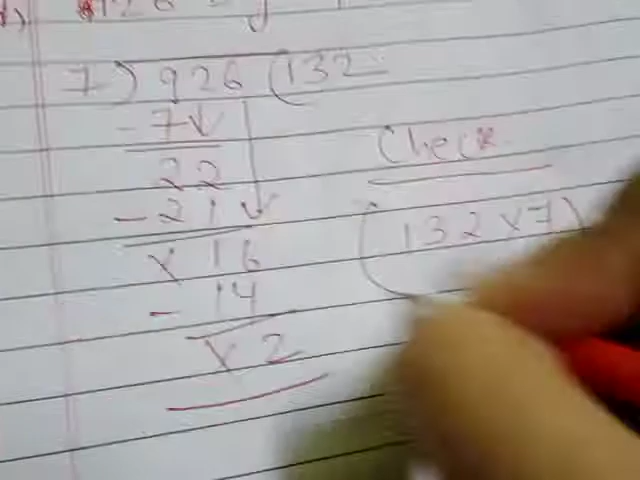 7) 926 (132
- 7↓
22
- 21↓
x 16
- 14
x 2
Check
(132 x 7)